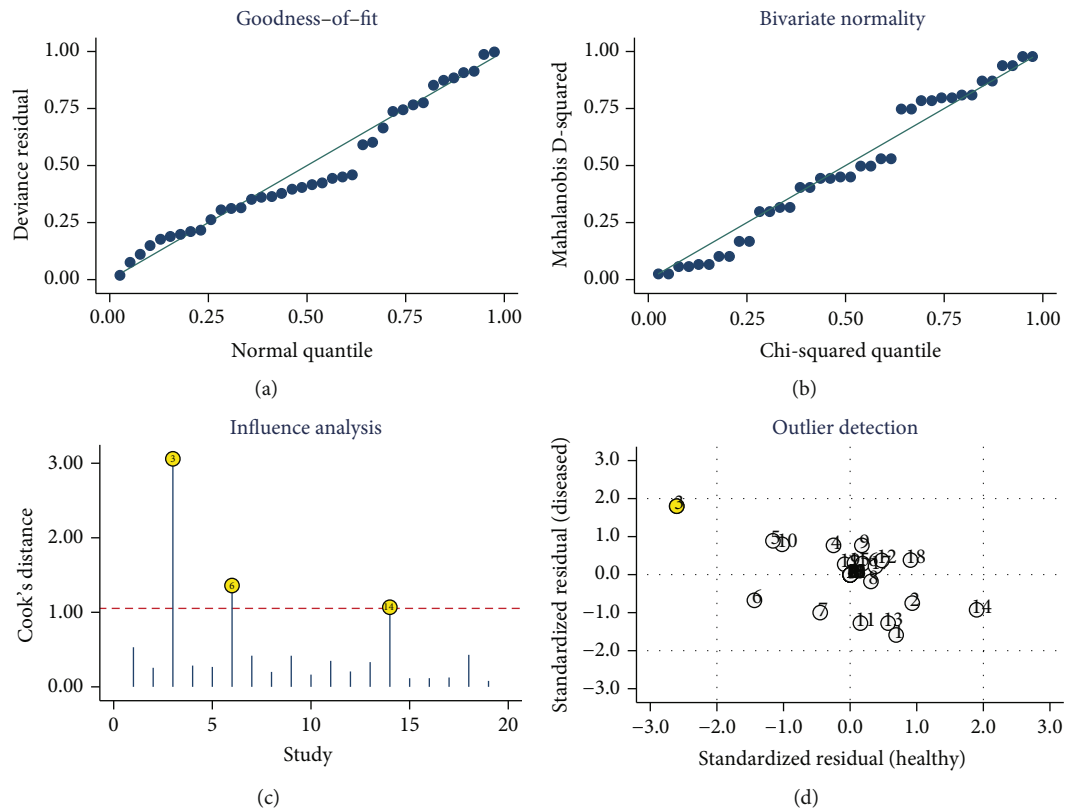 Goodness–of–fit
Deviance residual
1.00
0.75
0.50
0.25
0.00
0.00 0.25 0.50 0.75 1.00
Normal quantile
(a)
Bivariate normality
Mahalanobis D-squared
1.00
0.75
0.50
0.25
0.00
0.00 0.25 0.50 0.75 1.00
Chi-squared quantile
(b)
Influence analysis
Cook's distance
3.00
2.00
1.00
0.00
3
6
14
0 5 10 15 20
Study
(c)
Outlier detection
Standardized residual (diseased)
3.0
2.0
1.0
0.0
−1.0
−2.0
−3.0
3
5 10 4 9
12 18
8
6 7 2 14
11 13 1
−3.0 −2.0 −1.0 0.0 1.0 2.0 3.0
Standardized residual (healthy)
(d)